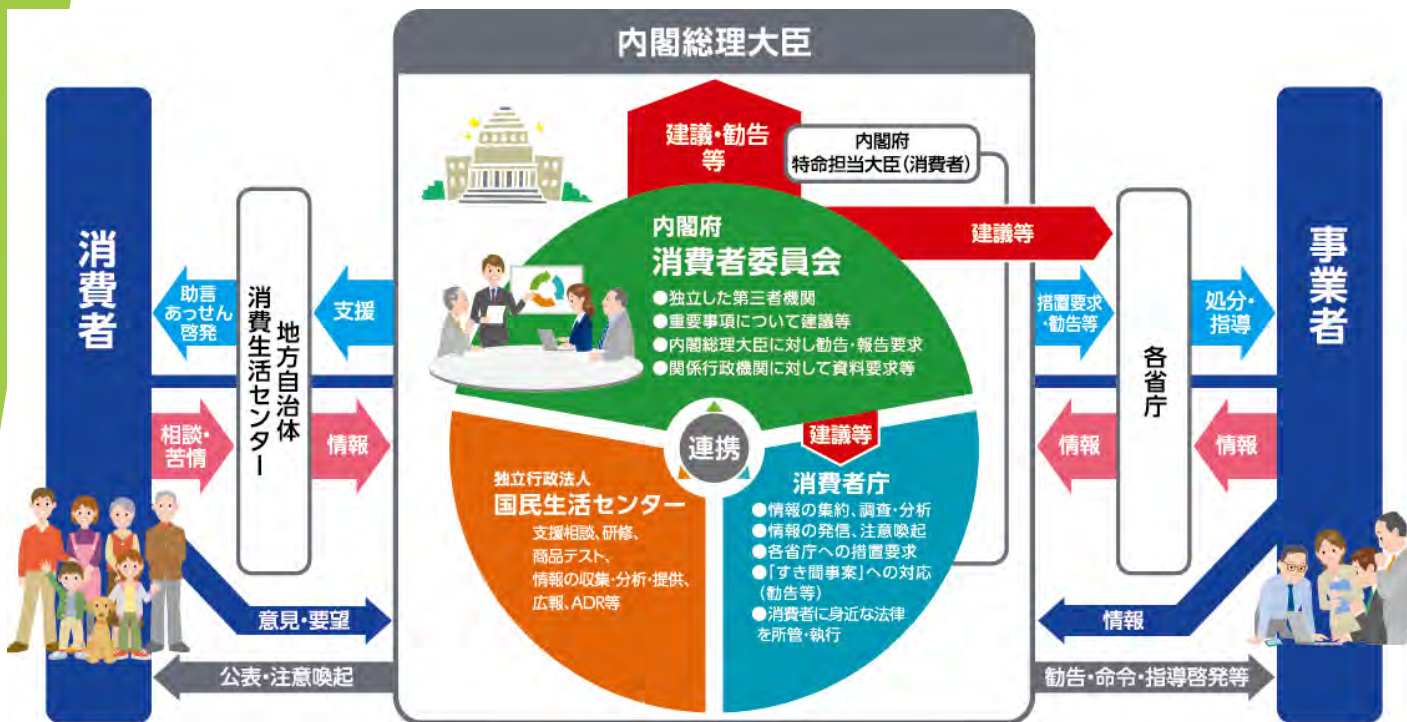 内閣総理大臣
建議・勧告
等
内閣府
特命担当大臣(消費者)
消費者
助言
あっせん
啓発
相談・
苦情
地方自治体
消費生活センター
支援
情報
意見・要望
公表・注意喚起
内閣府
消費者委員会
●独立した第三者機関
●重要事項について建議等
●内閣総理大臣に対し勧告・報告要求
●関係行政機関に対して資料要求等
建議等
連携
建議等
独立行政法人
国民生活センター
支援相談、研修、
商品テスト、
情報の収集・分析・提供、
広報、ADR等
消費者庁
●情報の集約、調査・分析
●情報の発信、注意喚起
●各省庁への措置要求
●「すき間事案」への対応
(勧告等)
●消費者に身近な法律
を所管・執行
措置要求
・勧告等
情報
各省庁
処分・
指導
情報
事業者
情報
勧告・命令・指導啓発等